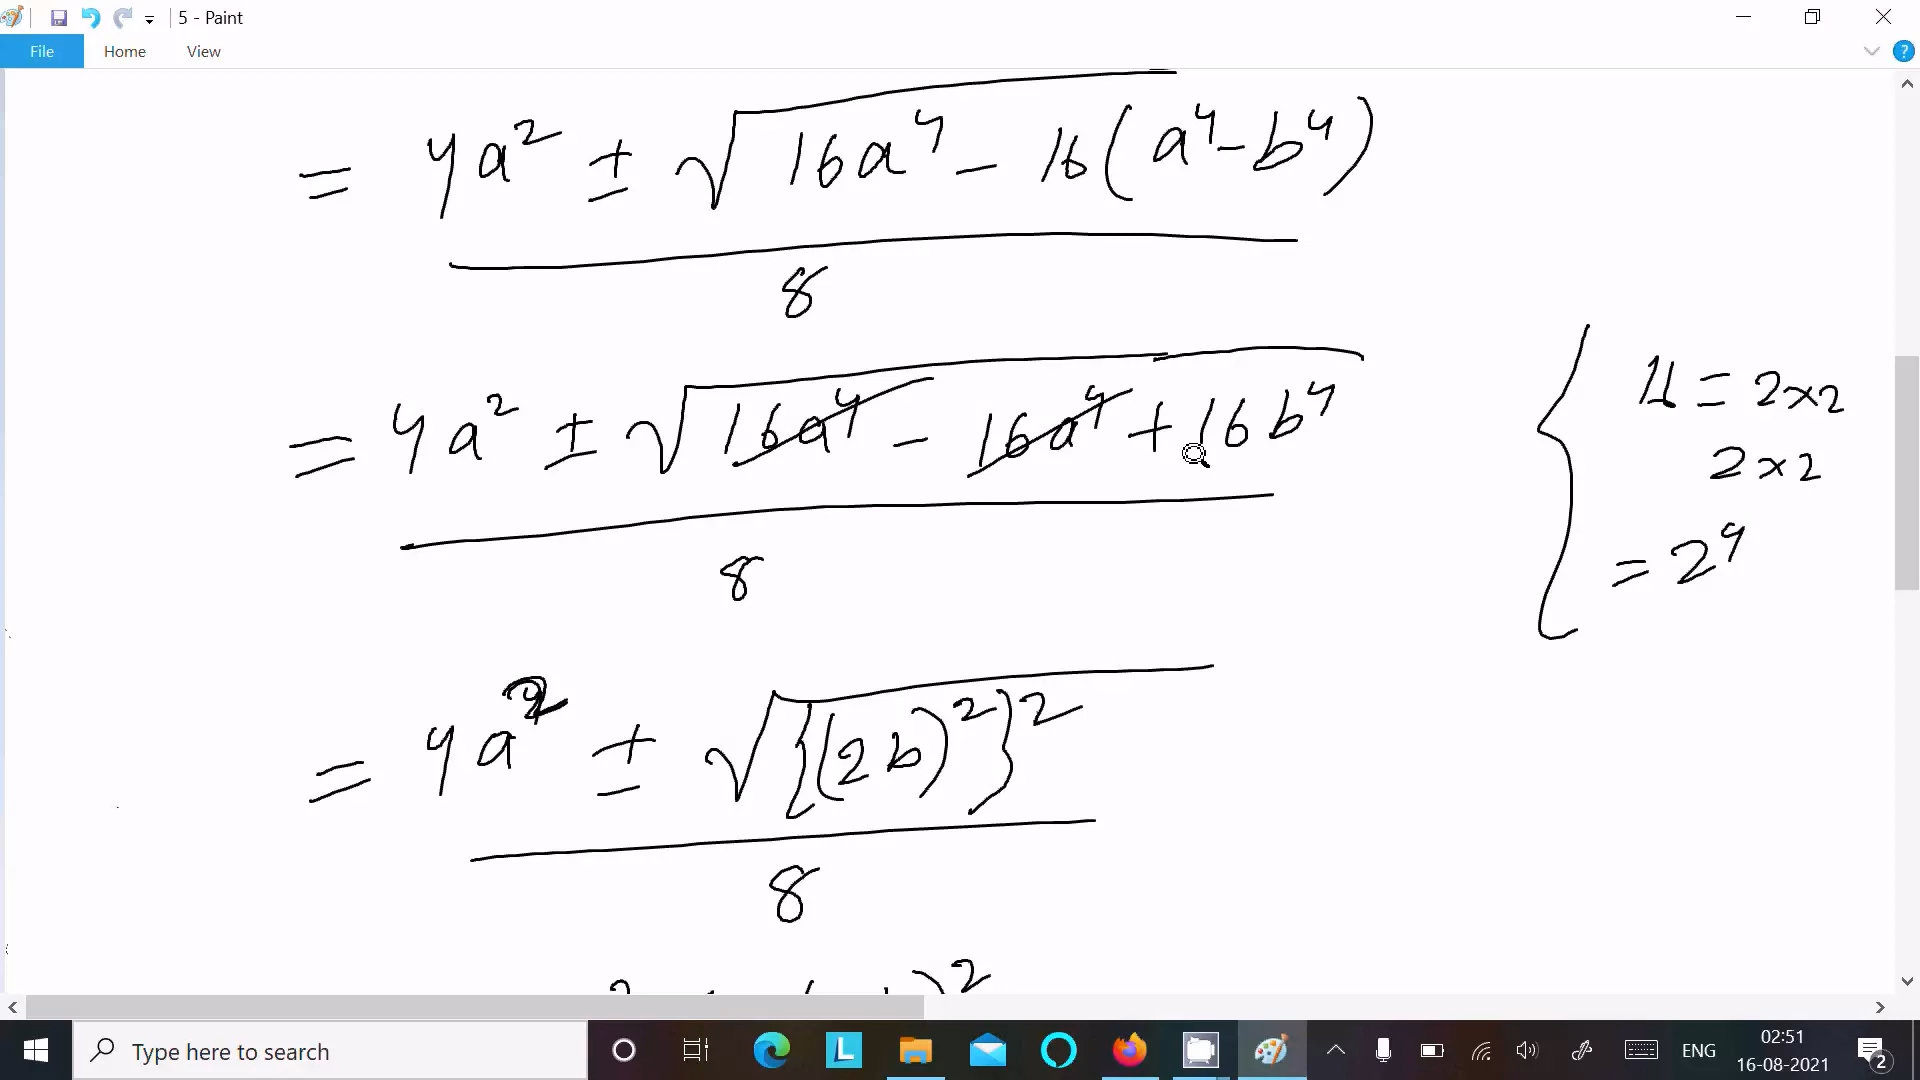 5 - Paint
File Home View
= 4a² ± √16a⁴ - 16(a⁴-b⁴)
8
= 4a² ± √16a⁴ - 16a⁴ + 16b⁴
8
= 2×2
2×2
= 2⁴
= 4a² ± √{(2b)²}²
8
Type here to search
ENG
02:51
16-08-2021
2